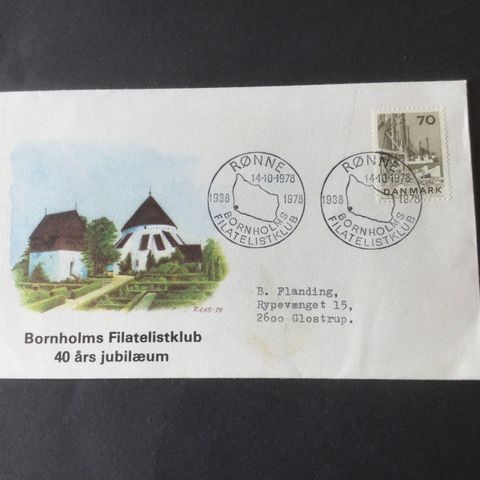 70
DANMARK
RØNNE
14-10-1978
1938 1978
BORNHOLMS
FILATELISTKLUB
RØNNE
14-10-1978
1938 1978
BORNHOLMS
FILATELISTKLUB
B. Flanding,
Rypevænget 15,
2600 Glostrup.
Bornholms Filatelistklub
40 års jubilæum